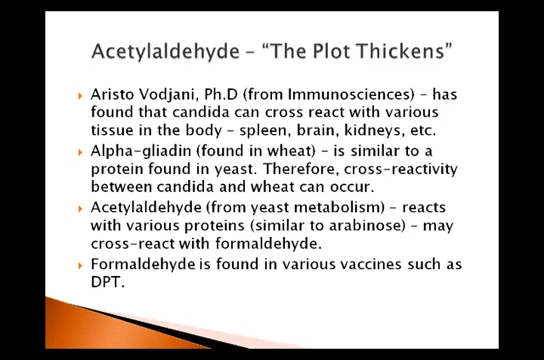 Acetylaldehyde – “The Plot Thickens”
Aristo Vodjani, Ph.D (from Immunosciences) – has
found that candida can cross react with various
tissue in the body – spleen, brain, kidneys, etc.
Alpha-gliadin (found in wheat) – is similar to a
protein found in yeast. Therefore, cross-reactivity
between candida and wheat can occur.
Acetylaldehyde (from yeast metabolism) – reacts
with various proteins (similar to arabinose) – may
cross-react with formaldehyde.
Formaldehyde is found in various vaccines such as
DPT.